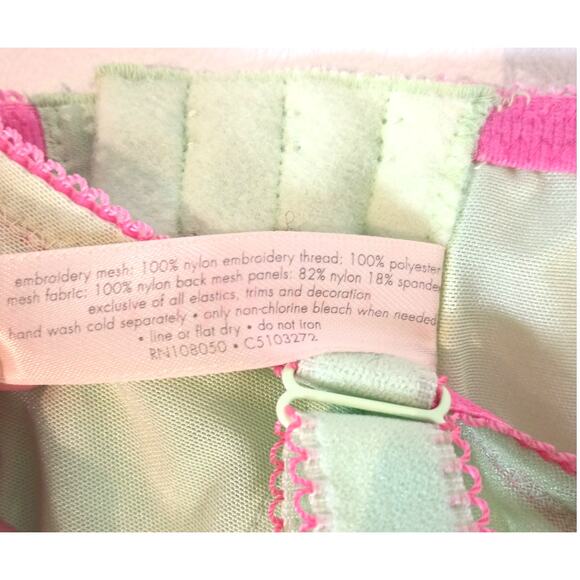 embroidery mesh: 100% nylon embroidery thread: 100% polyester
mesh fabric: 100% nylon back mesh panels: 82% nylon 18% spande
exclusive of all elastics, trims and decoration
hand wash cold separately • only non-chlorine bleach when needed
• line or flat dry • do not iron
RN108050 • C5103272